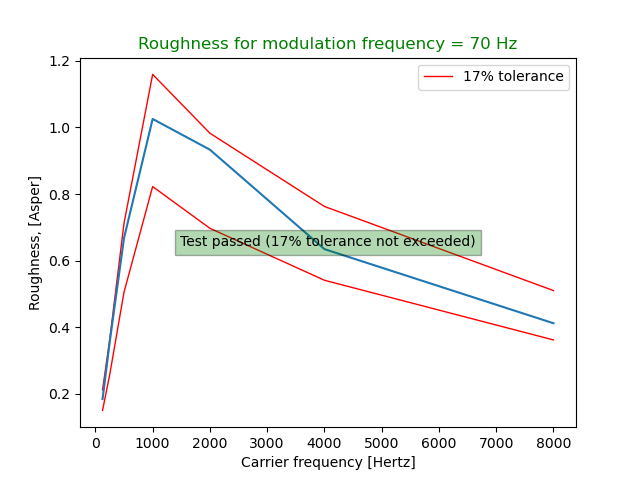 Roughness for modulation frequency = 70 Hz
17% tolerance
1.2
1.0
0.8
0.6
0.4
0.2
Roughness, [Asper]
Test passed (17% tolerance not exceeded)
0 1000 2000 3000 4000 5000 6000 7000 8000
Carrier frequency [Hertz]